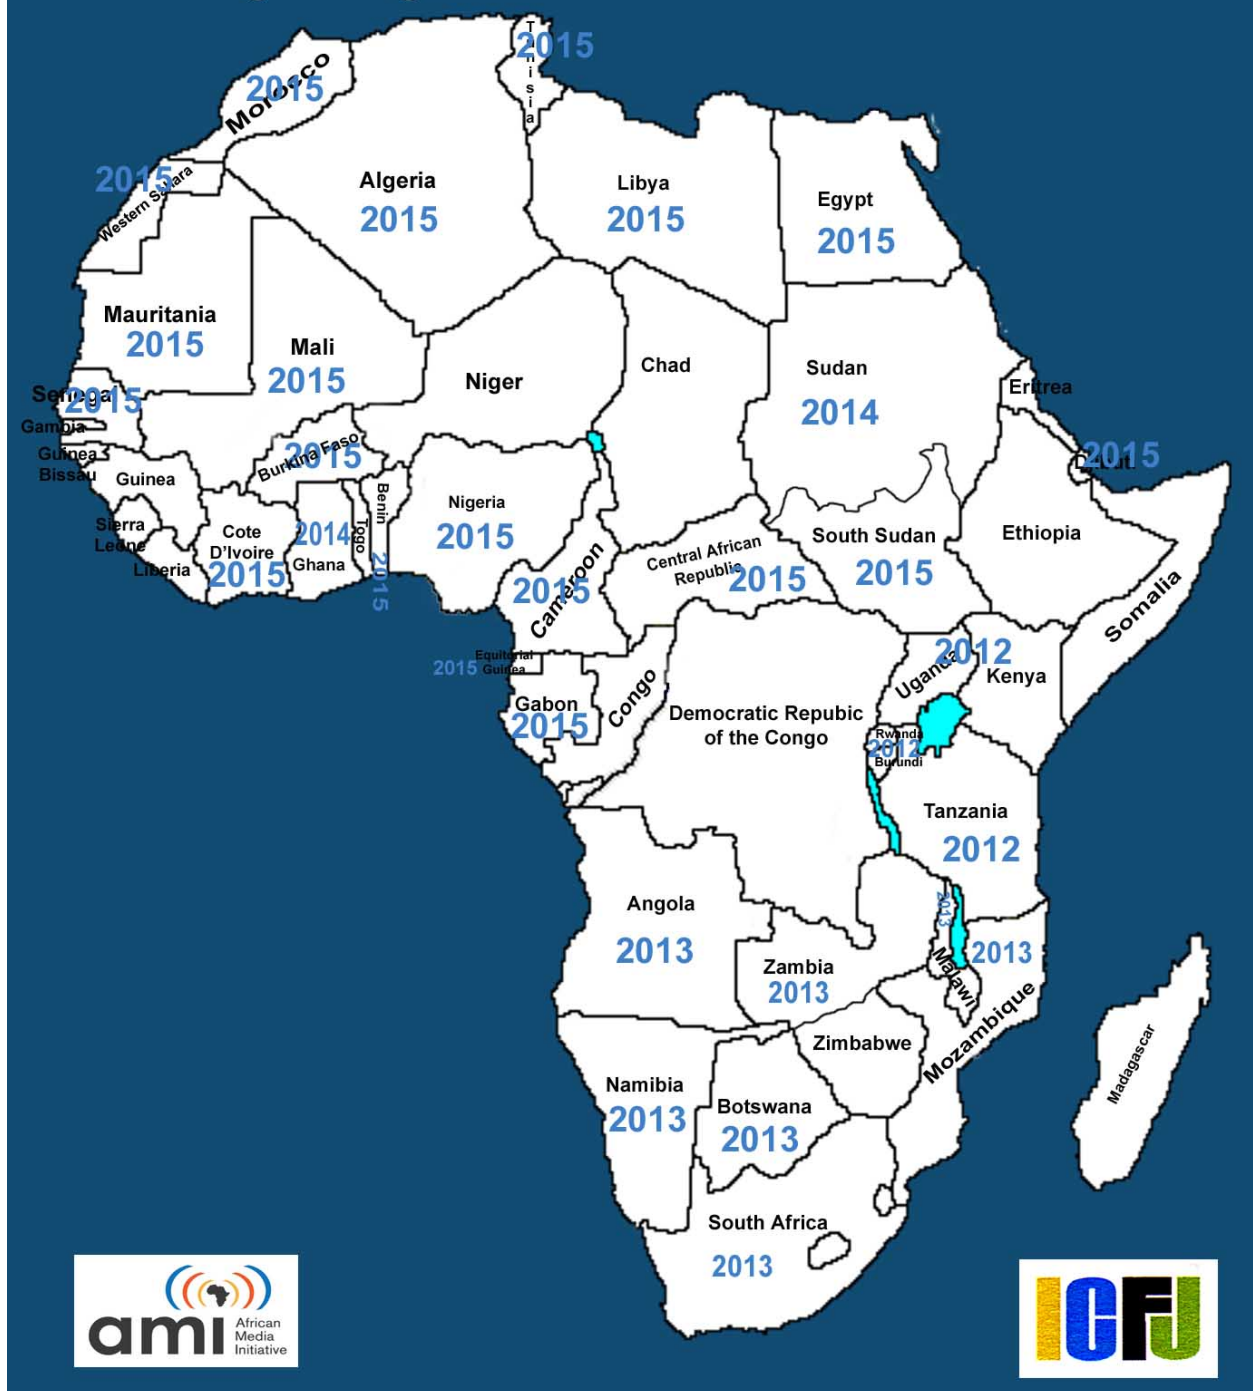 Tunisia
2015
Morocco
2015
Western Sahara
2015
Algeria
2015
Libya
2015
Egypt
2015
Mauritania
2015
Mali
2015
Niger
Chad
Sudan
2014
Eritrea
Senegal
2015
Gambia
Guinea
Bissau
Guinea
Burkina Faso
2015
Benin
2015
Nigeria
2015
2015
Sierra
Leone
Liberia
Cote
D'Ivoire
2015
2014
Ghana
Togo
Cameroon
2015
Central African
Republic
2015
South Sudan
2015
Ethiopia
Somalia
Equitorial
Guinea
2015
Gabon
2015
Congo
Democratic Repubic
of the Congo
Uganda
2012
Kenya
Rwanda
2012
Burundi
Tanzania
2012
Angola
2013
Zambia
2013
2013
Malawi
2013
Mozambique
Zimbabwe
Madagascar
Namibia
2013
Botswana
2013
South Africa
2013
ami
African
Media
Initiative
ICFJ